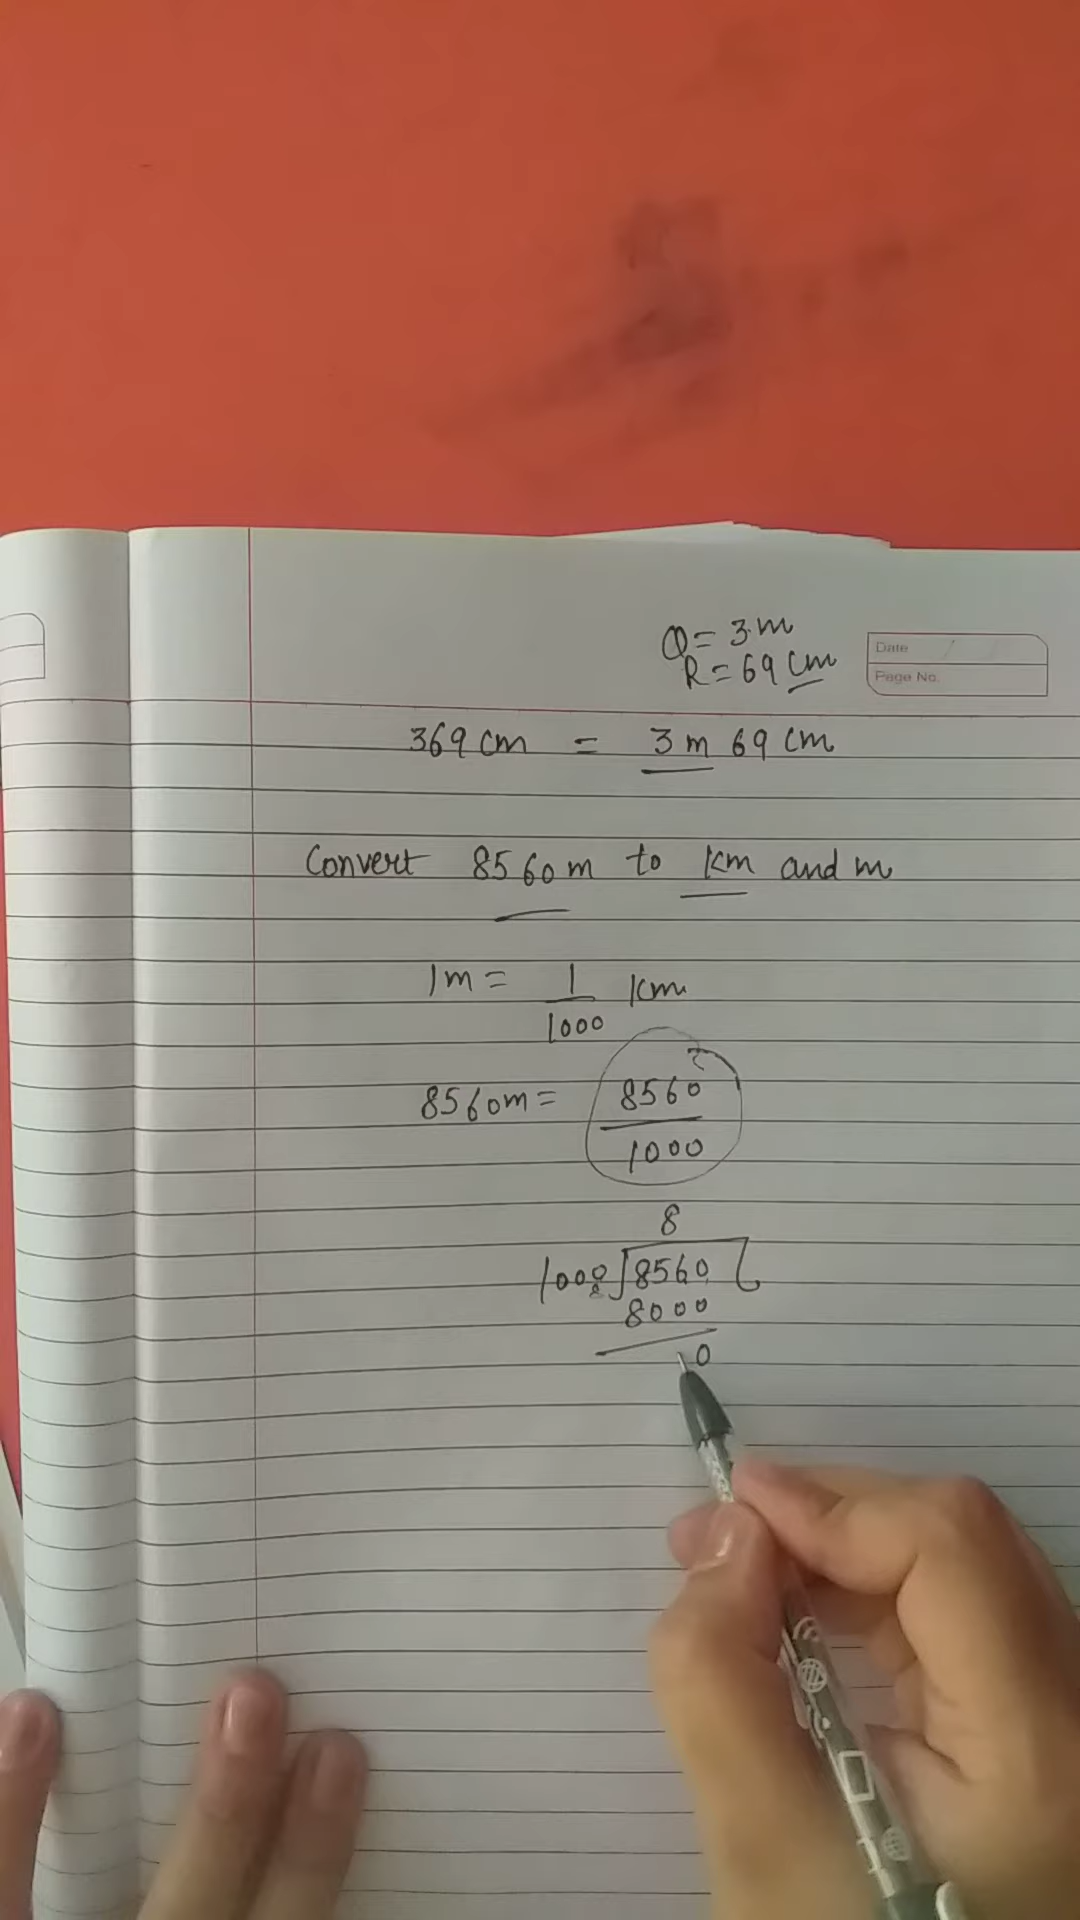 Q = 3 m
R = 69 cm
Date
Page No.
369 cm = 3 m 69 cm
Convert 8560 m to km and m
1 m = 1/1000 km
8560 m = 8560/1000
8
1000 8560
8000
0